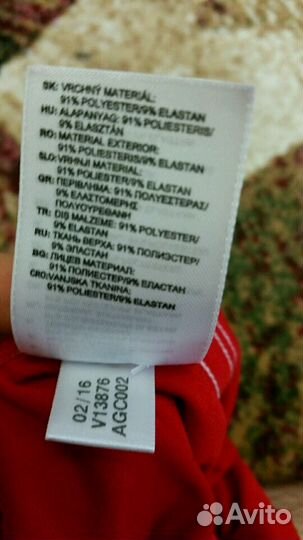 SK: VRCHNÝ MATERIÁL:
91% POLYESTER/9% ELASTAN
HU: ALAPANYAG: 91% POLIESTERIS/
9% ELASZTÁN
RO: MATERIAL EXTERIOR:
91% POLIESTERIS/9% ELASTAN
SLO: VRHNJI MATERIAL:
91% POLIESTER/9% ELASTAN
GR: ΠΕΡΙΒΛΗΜΑ: 91% ΠΟΛΥΕΣΤΕΡΑΣ/
9% ΕΛΑΣΤΟΜΕΡΗΣ
ΠΟΛΥΟΥΡΕΘΑΝΗ
TR: DIŞ MALZEME: 91% POLYESTER/
9% ELASTAN
RU: ТКАНЬ ВЕРХА: 91% ПОЛИЭСТЕР/
9% ЭЛАСТАН
BG: ЛИЦЕВ МАТЕРИАЛ:
91% ПОЛИЕСТЕР/9% ЕЛАСТАН
CRO: VANJSKA TKANINA:
91% POLIESTER/9% ELASTAN
02/16
V13876
AGC002
Avito